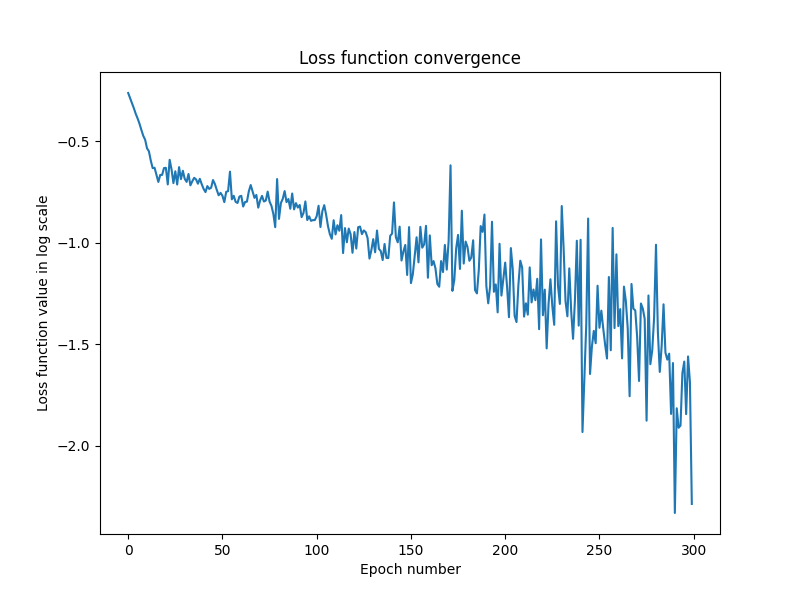 Loss function convergence
Loss function value in log scale
−0.5
−1.0
−1.5
−2.0
0 50 100 150 200 250 300
Epoch number